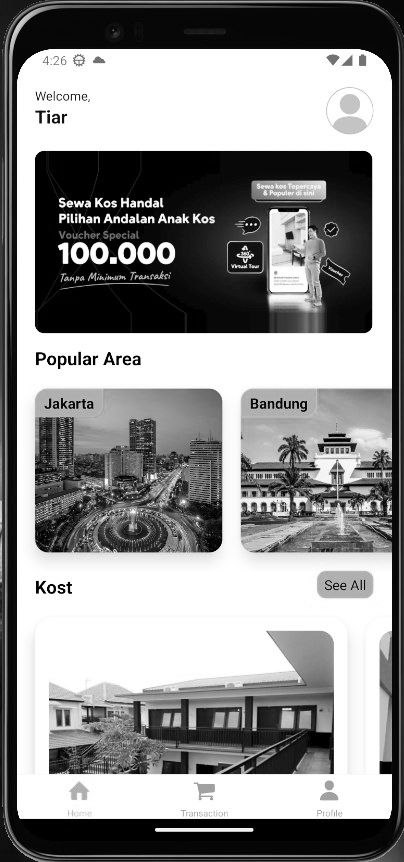 4:26
Welcome,
Tiar
Sewa Kos Handal
Pilihan Andalan Anak Kos
Voucher Special
100.000
Tanpa Minimum Transaksi
Sewa kos Tepercaya
& Populer di sini
360°
Virtual Tour
Voucher
Popular Area
Jakarta
Bandung
Kost
See All
Home
Transaction
Profile